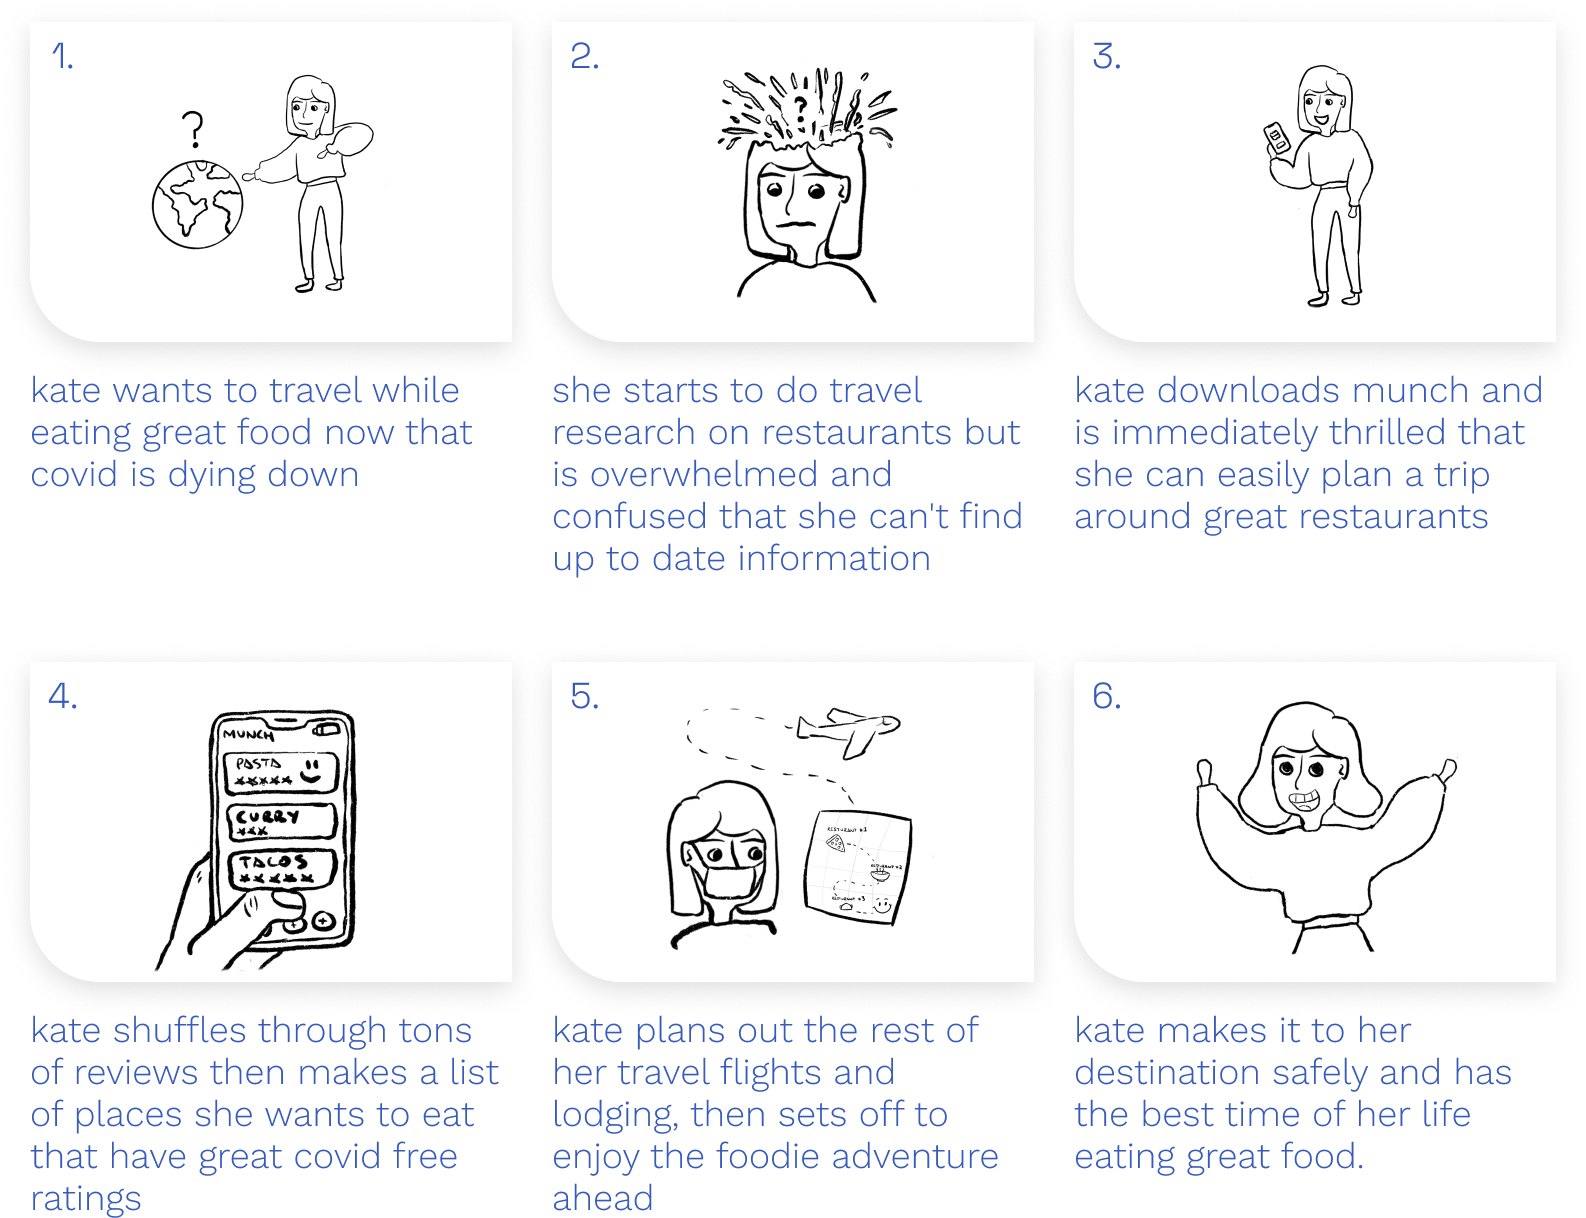 1.
?
kate wants to travel while
eating great food now that
covid is dying down
2.
?
she starts to do travel
research on restaurants but
is overwhelmed and
confused that she can't find
up to date information
3.
kate downloads munch and
is immediately thrilled that
she can easily plan a trip
around great restaurants
4.
MUNCH
PASTA
CURRY
TACOS
+
kate shuffles through tons
of reviews then makes a list
of places she wants to eat
that have great covid free
ratings
5.
RESTURANT #1
RESTURANT #2
RESTURANT #3
kate plans out the rest of
her travel flights and
lodging, then sets off to
enjoy the foodie adventure
ahead
6.
kate makes it to her
destination safely and has
the best time of her life
eating great food.